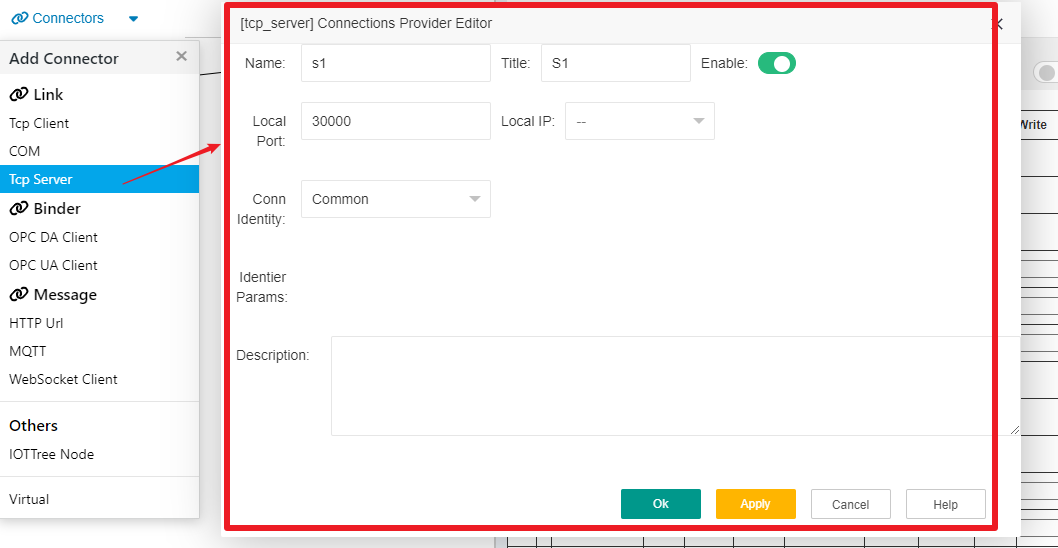 Connectors
Add Connector
Link
Tcp Client
COM
Tcp Server
Binder
OPC DA Client
OPC UA Client
Message
HTTP Url
MQTT
WebSocket Client
Others
IOTTree Node
Virtual
[tcp_server] Connections Provider Editor
Name: s1 Title: S1 Enable:
Local Port: 30000 Local IP: --
Conn Identity: Common
Identier
Params:
Description:
Ok Apply Cancel Help
Write